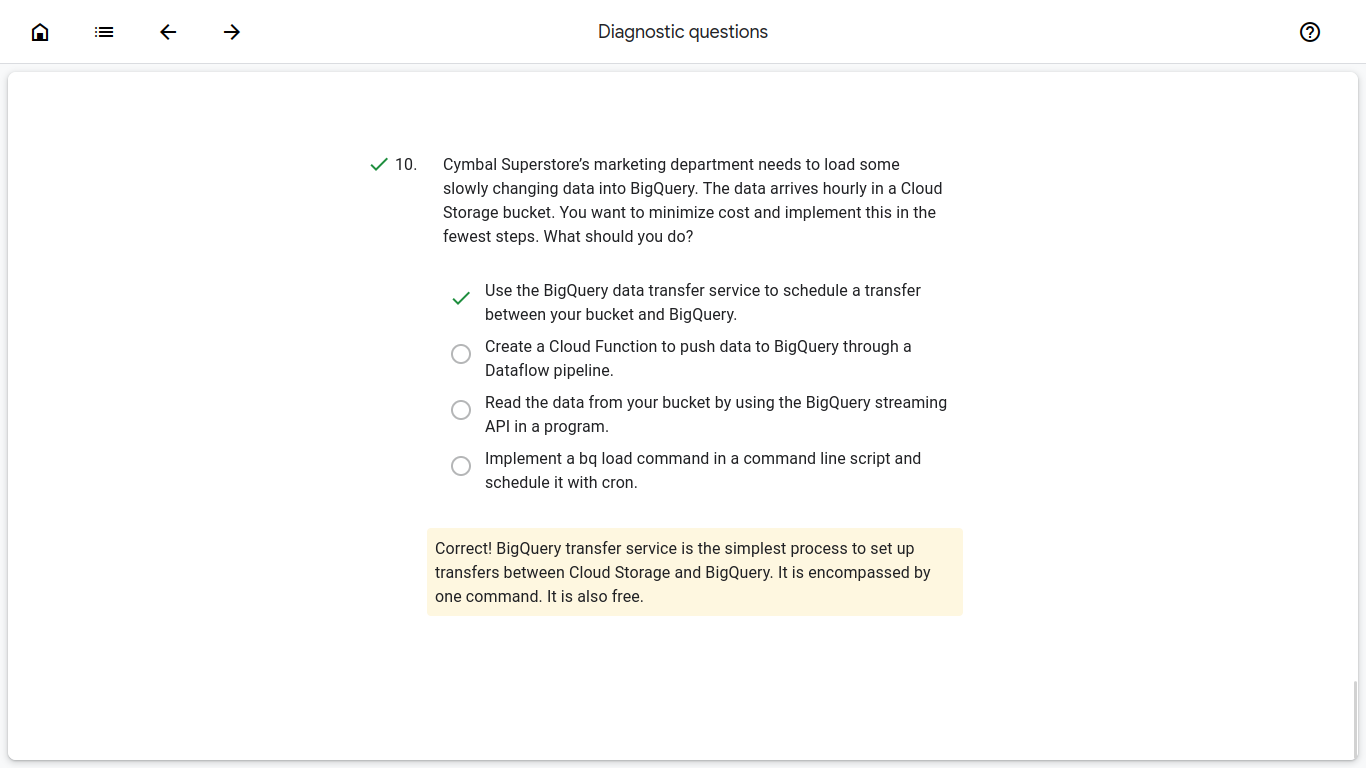 Diagnostic questions
10. Cymbal Superstore’s marketing department needs to load some
slowly changing data into BigQuery. The data arrives hourly in a Cloud
Storage bucket. You want to minimize cost and implement this in the
fewest steps. What should you do?
Use the BigQuery data transfer service to schedule a transfer
between your bucket and BigQuery.
Create a Cloud Function to push data to BigQuery through a
Dataflow pipeline.
Read the data from your bucket by using the BigQuery streaming
API in a program.
Implement a bq load command in a command line script and
schedule it with cron.
Correct! BigQuery transfer service is the simplest process to set up
transfers between Cloud Storage and BigQuery. It is encompassed by
one command. It is also free.